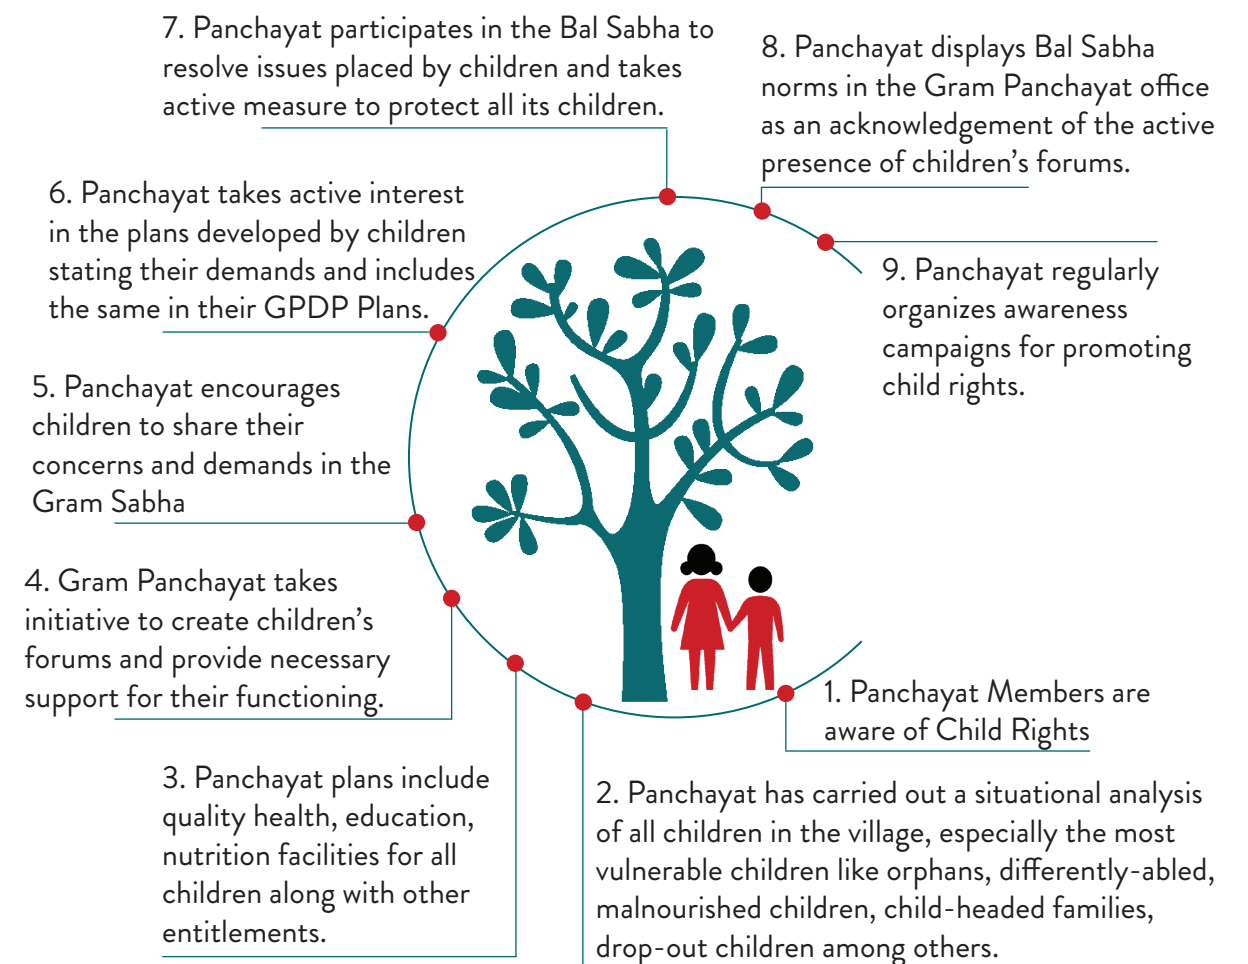 7. Panchayat participates in the Bal Sabha to
resolve issues placed by children and takes
active measure to protect all its children.
8. Panchayat displays Bal Sabha
norms in the Gram Panchayat office
as an acknowledgement of the active
presence of children's forums.
6. Panchayat takes active interest
in the plans developed by children
stating their demands and includes
the same in their GPDP Plans.
9. Panchayat regularly
organizes awareness
campaigns for promoting
child rights.
5. Panchayat encourages
children to share their
concerns and demands in the
Gram Sabha
4. Gram Panchayat takes
initiative to create children's
forums and provide necessary
support for their functioning.
1. Panchayat Members are
aware of Child Rights
3. Panchayat plans include
quality health, education,
nutrition facilities for all
children along with other
entitlements.
2. Panchayat has carried out a situational analysis
of all children in the village, especially the most
vulnerable children like orphans, differently-abled,
malnourished children, child-headed families,
drop-out children among others.